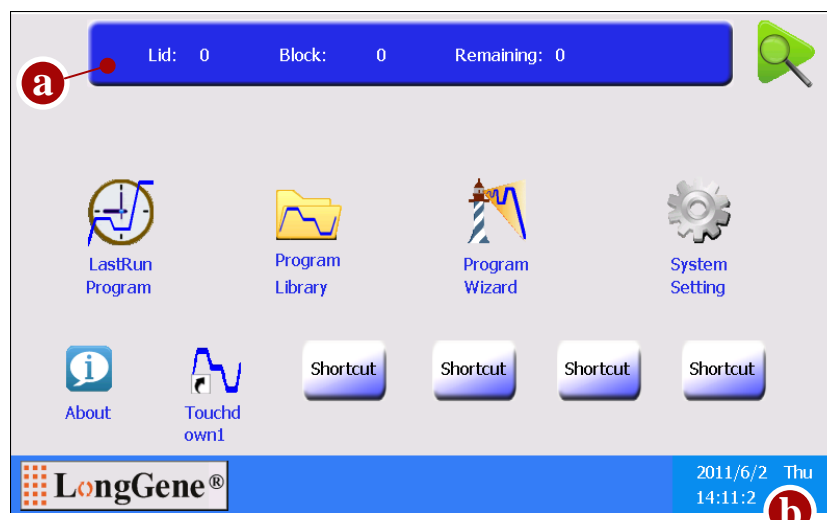 Lid: 0 Block: 0 Remaining: 0
a
LastRun
Program
Program
Library
Program
Wizard
System
Setting
i
About
Touchd
own1
Shortcut
Shortcut
Shortcut
Shortcut
LongGene®
2011/6/2 Thu
14:11:2
b